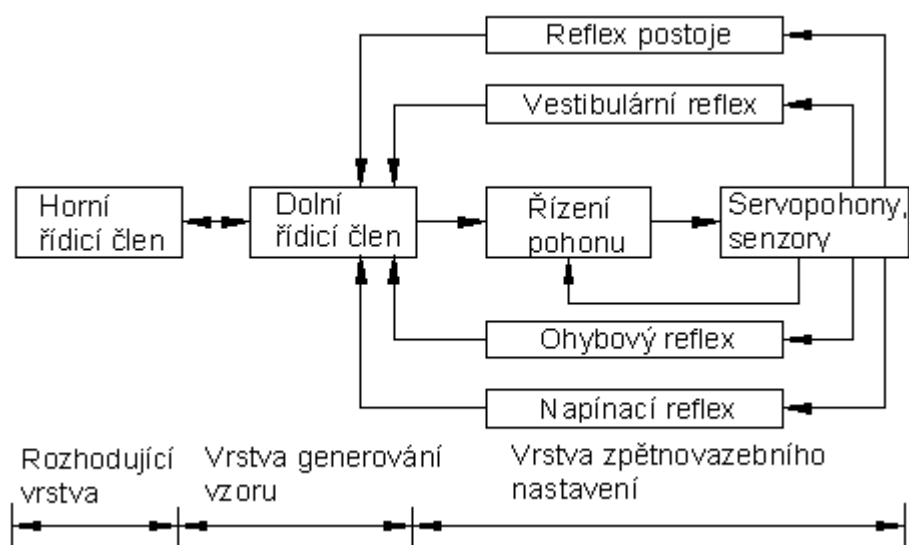 Reflex postoje
Vestibulární reflex
Horní
řídicí člen
Dolní
řídicí člen
Řízení
pohonu
Servopohony,
senzory
Ohybový reflex
Napínací reflex
Rozhodující
vrstva
Vrstva generování
vzoru
Vrstva zpětnovazebního
nastavení